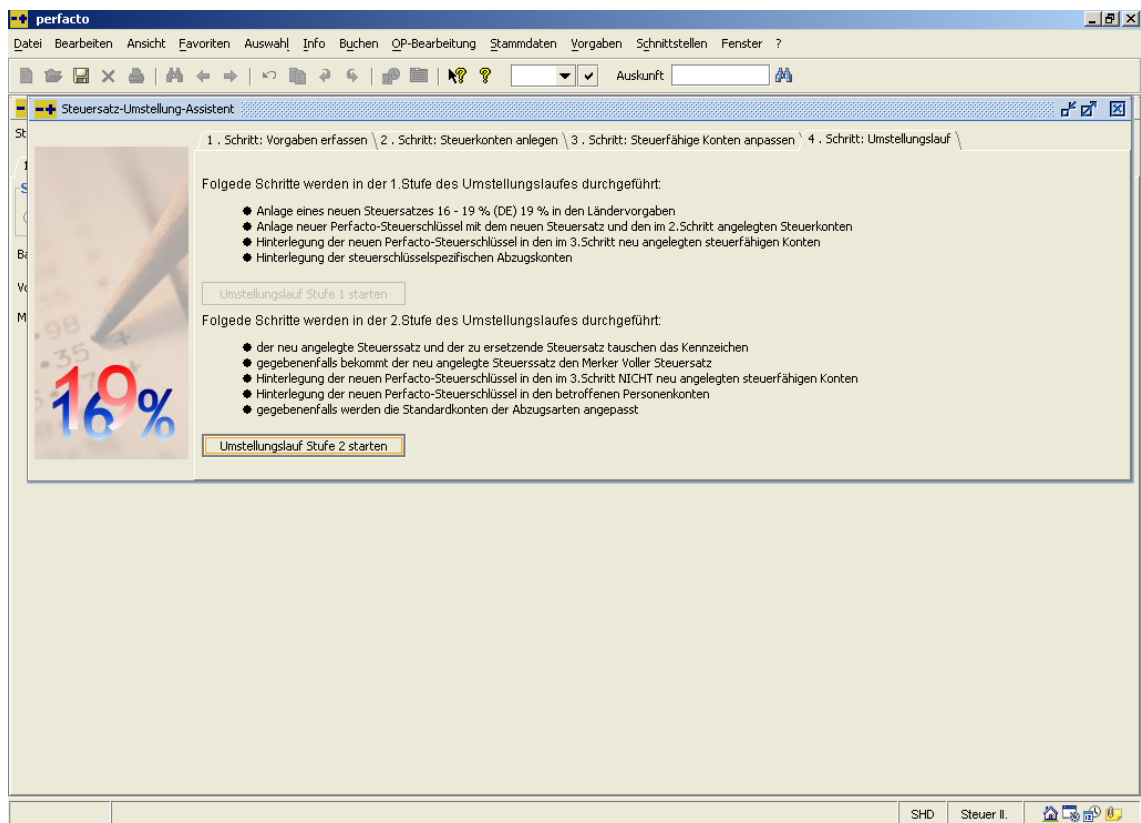 perfacto
Datei Bearbeiten Ansicht Favoriten Auswahl Info Buchen OP-Bearbeitung Stammdaten Vorgaben Schnittstellen Fenster ?
Auskunft
Steuersatz-Umstellung-Assistent
St
1 . Schritt: Vorgaben erfassen 2 . Schritt: Steuerkonten anlegen 3 . Schritt: Steuerfähige Konten anpassen 4 . Schritt: Umstellungslauf
Folgede Schritte werden in der 1.Stufe des Umstellungslaufes durchgeführt:
Anlage eines neuen Steuersatzes 16 - 19 % (DE) 19 % in den Ländervorgaben
Anlage neuer Perfacto-Steuerschlüssel mit dem neuen Steuersatz und den im 2.Schritt angelegten Steuerkonten
Hinterlegung der neuen Perfacto-Steuerschlüssel in den im 3.Schritt neu angelegten steuerfähigen Konten
Ba
Hinterlegung der steuerschlüsselspezifischen Abzugskonten
Umstellungslauf Stufe 1 starten
M
Folgede Schritte werden in der 2.Stufe des Umstellungslaufes durchgeführt:
.98
.35
der neu angelegte Steuerssatz und der zu ersetzende Steuersatz tauschen das Kennzeichen
gegebenenfalls bekommt der neu angelegte Steuerssatz den Merker Voller Steuersatz
Hinterlegung der neuen Perfacto-Steuerschlüssel in den im 3.Schritt NICHT neu angelegten steuerfähigen Konten
Hinterlegung der neuen Perfacto-Steuerschlüssel in den betroffenen Personenkonten
gegebenenfalls werden die Standardkonten der Abzugsarten angepasst
169%
Umstellungslauf Stufe 2 starten
SHD Steuer II.